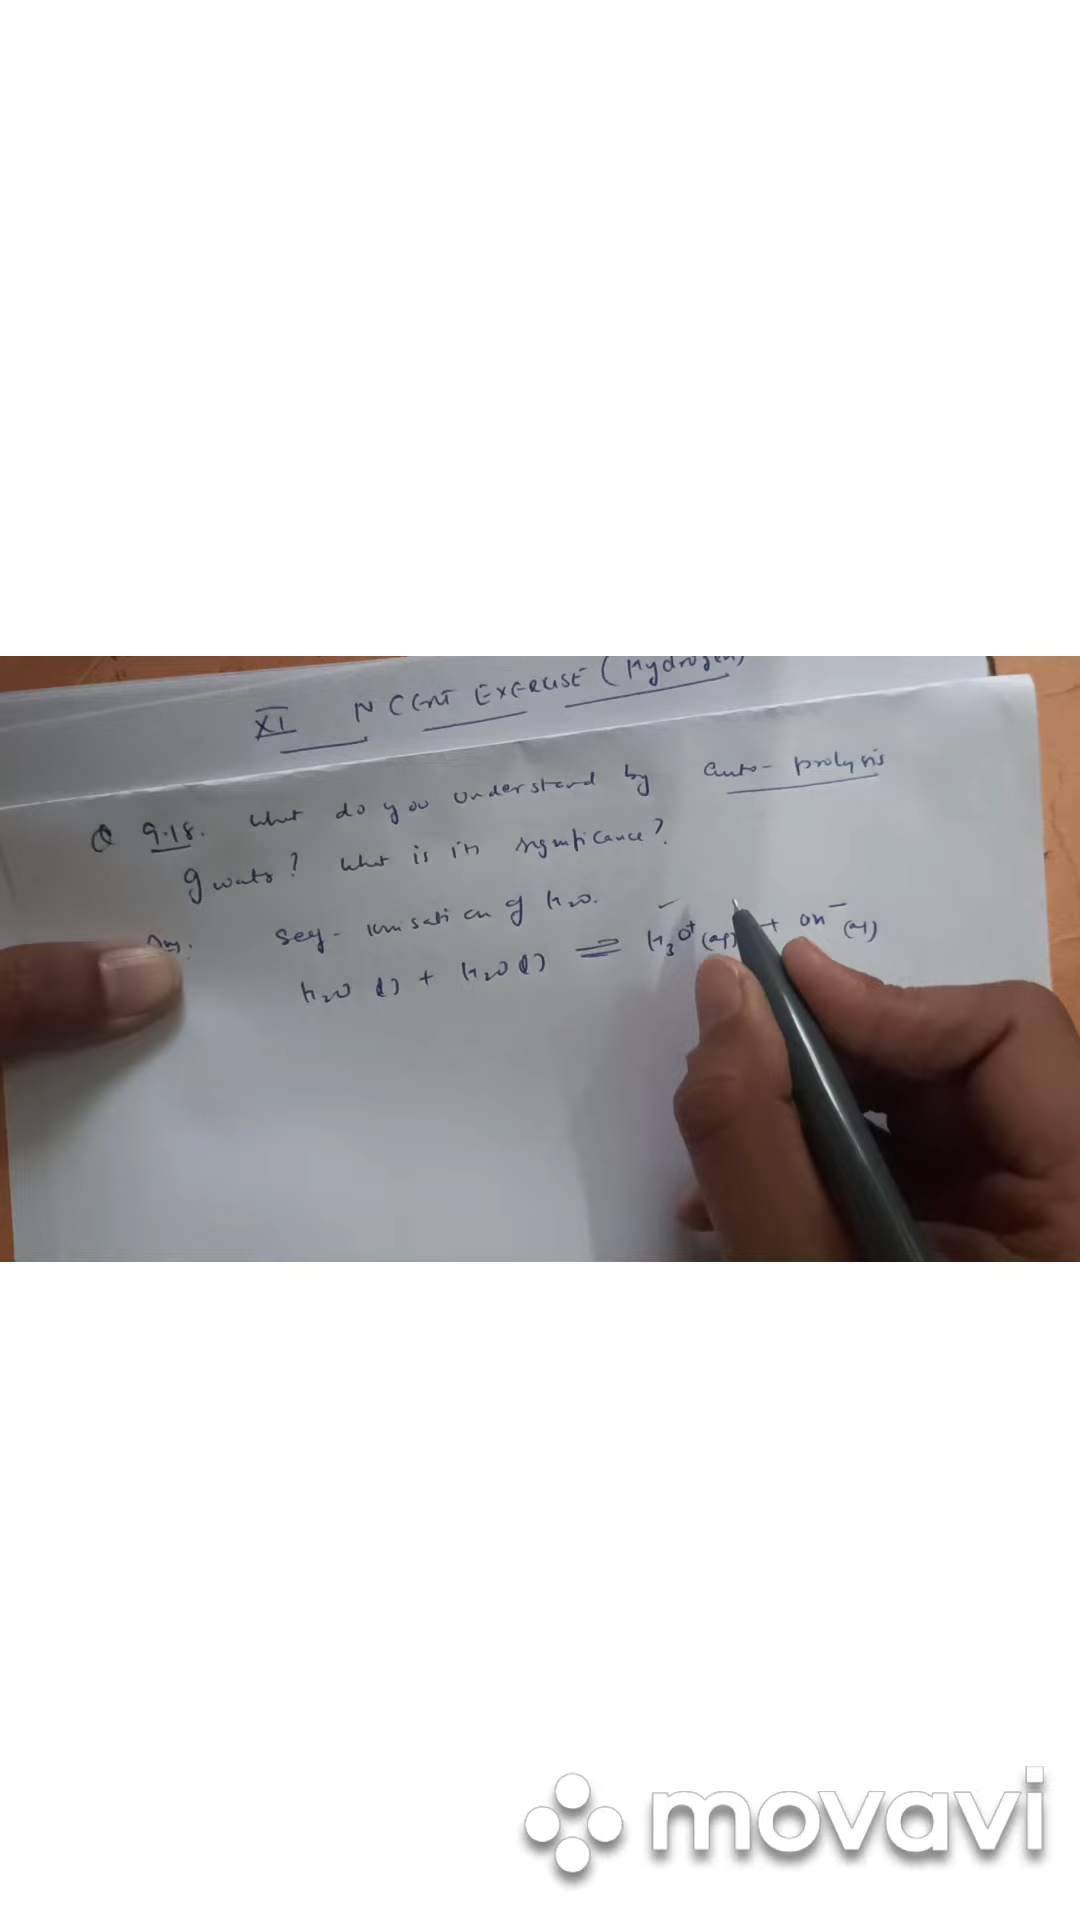 XI NCERT EXERCISE (Hydrogen)
Q 9.18. What do you understand by auto-prolysis
of water? What is its significance?
Ans. Self-ionisation of H2O.
H2O (l) + H2O (l) ⇌ H3O+ (aq) + OH− (aq)
movavi